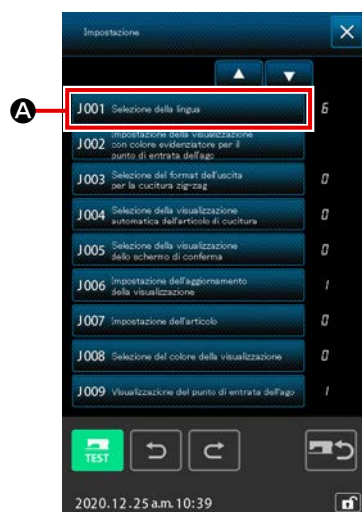 Impostazione
A
J001 Selezione della lingua 6
J002 Impostazione della visualizzazione
con colore evidenziatore per il
punto di entrata dell'ago
J003 Selezione del format dell'uscita
per la cucitura zig-zag 0
J004 Selezione della visualizzazione
automatica dell'articolo di cucitura 0
J005 Selezione della visualizzazione
dello schermo di conferma 0
J006 Impostazione dell'aggiornamento
della visualizzazione 1
J007 Impostazione dell'articolo 0
J008 Selezione del colore della visualizzazione 0
J009 Visualizzazione del punto di entrata dell'ago 1
TEST
2020.12.25 a.m. 10:39